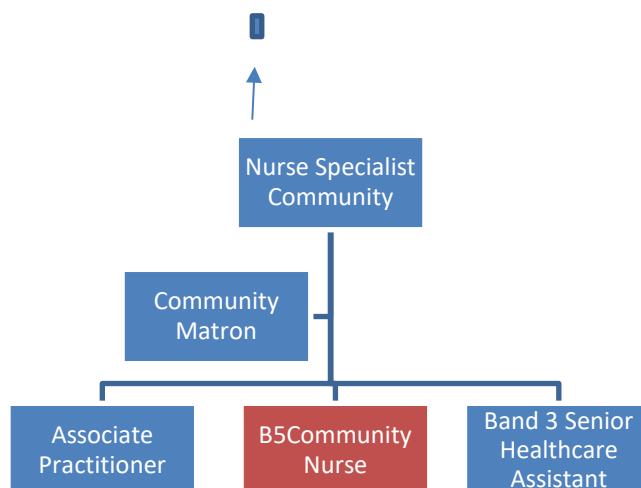 Nurse Specialist
Community
Community
Matron
Associate
Practitioner
B5Community
Nurse
Band 3 Senior
Healthcare
Assistant